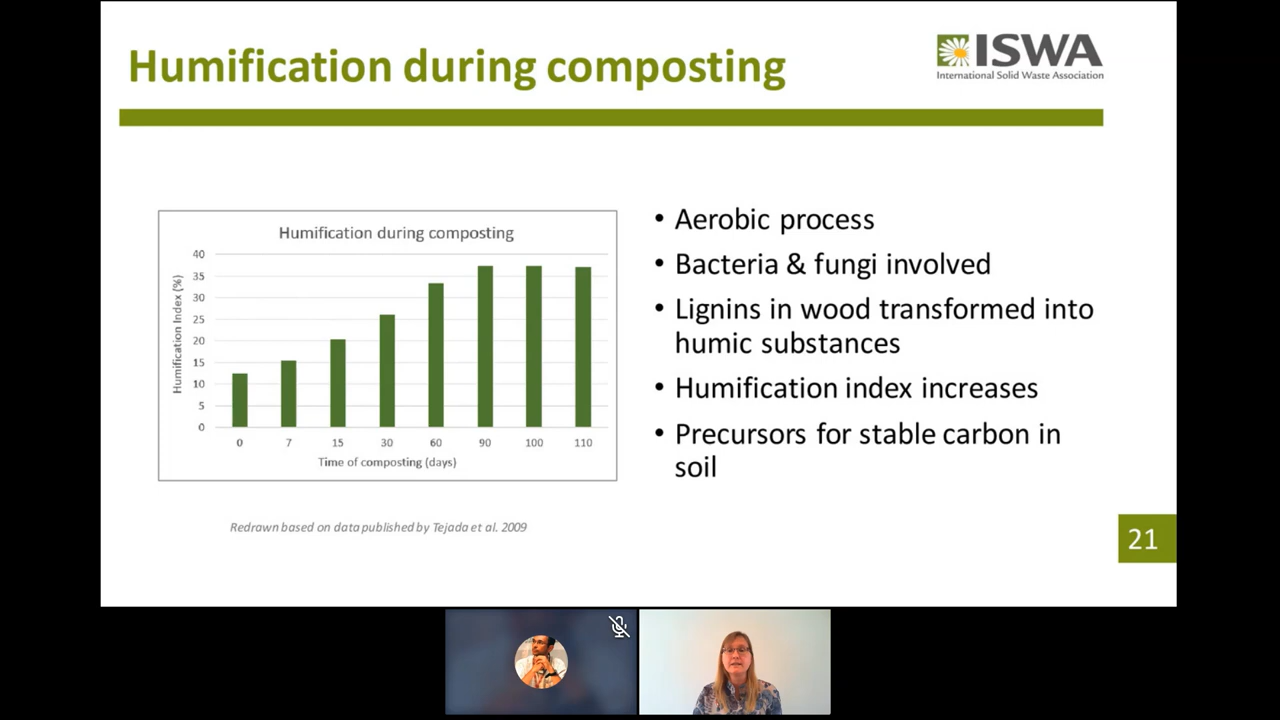 Humification during composting
ISWA
International Solid Waste Association
Humification during composting
Humification Index (%)
40
35
30
25
20
15
10
5
0
0 7 15 30 60 90 100 110
Time of composting (days)
Redrawn based on data published by Tejada et al. 2009
• Aerobic process
• Bacteria & fungi involved
• Lignins in wood transformed into
humic substances
• Humification index increases
• Precursors for stable carbon in
soil
21